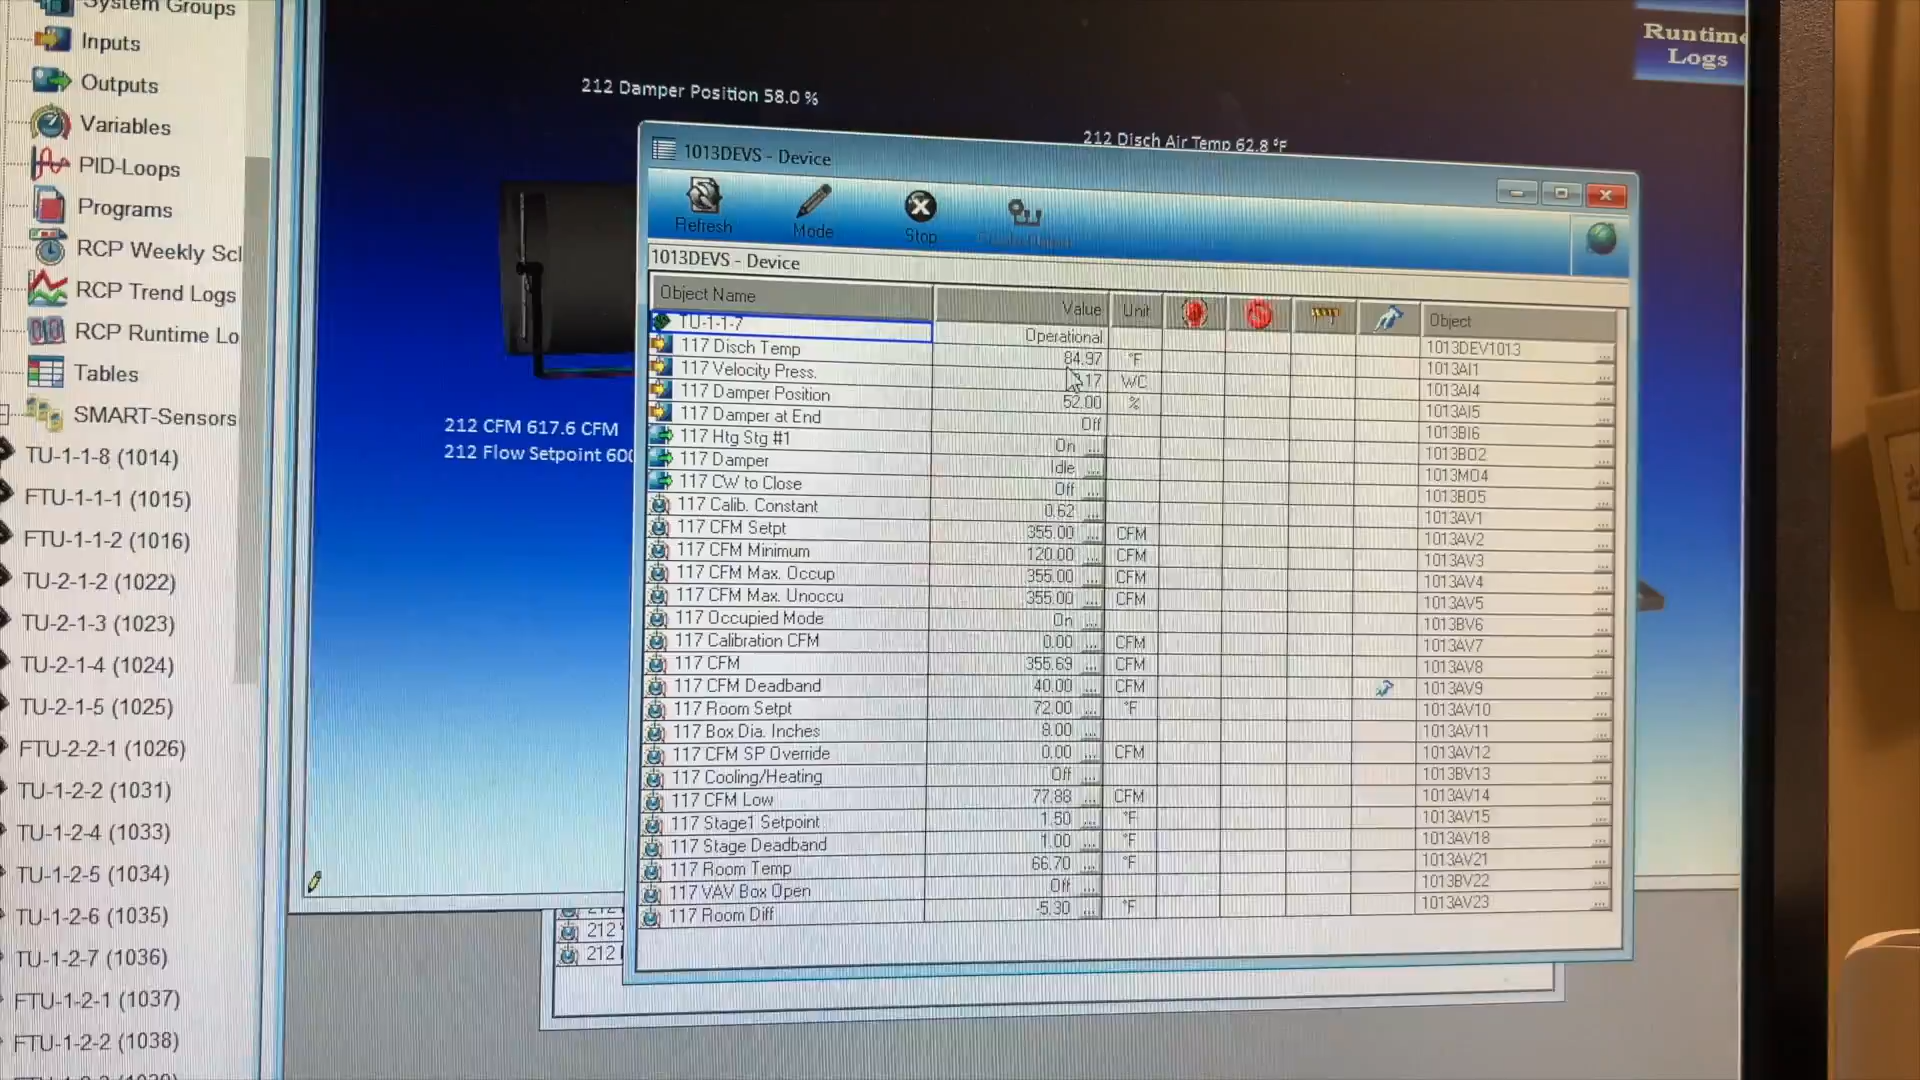 System Groups
Inputs
Outputs
Variables
PID-Loops
Programs
RCP Weekly Scl
RCP Trend Logs
RCP Runtime Lo
Tables
SMART-Sensors
TU-1-1-8 (1014)
FTU-1-1-1 (1015)
FTU-1-1-2 (1016)
TU-2-1-2 (1022)
TU-2-1-3 (1023)
TU-2-1-4 (1024)
TU-2-1-5 (1025)
FTU-2-2-1 (1026)
TU-1-2-2 (1031)
TU-1-2-4 (1033)
TU-1-2-5 (1034)
TU-1-2-6 (1035)
TU-1-2-7 (1036)
FTU-1-2-1 (1037)
FTU-1-2-2 (1038)
Runtime
Logs
212 Damper Position 58.0 %
212 Disch Air Temp 62.8 °F
212 CFM 617.6 CFM
212 Flow Setpoint 600
1013DEVS - Device
Refresh Mode Stop
1013DEVS - Device
Object Name Value Unit Object
TU-1-1-7 Operational 1013DEV1013
117 Disch Temp 84.97 °F 1013AI1
117 Velocity Press. .17 WC 1013AI4
117 Damper Position 52.00 % 1013AI5
117 Damper at End Off 1013BI6
117 Htg Stg #1 On ... 1013BO2
117 Damper Idle ... 1013MO4
117 CW to Close Off ... 1013BO5
117 Calib. Constant 0.62 ... 1013AV1
117 CFM Setpt 355.00 ... CFM 1013AV2
117 CFM Minimum 120.00 ... CFM 1013AV3
117 CFM Max. Occup 355.00 ... CFM 1013AV4
117 CFM Max. Unoccu 355.00 ... CFM 1013AV5
117 Occupied Mode On ... 1013BV6
117 Calibration CFM 0.00 ... CFM 1013AV7
117 CFM 355.69 ... CFM 1013AV8
117 CFM Deadband 40.00 ... CFM 1013AV9
117 Room Setpt 72.00 ... °F 1013AV10
117 Box Dia. Inches 8.00 ... 1013AV11
117 CFM SP Override 0.00 ... CFM 1013AV12
117 Cooling/Heating Off ... 1013BV13
117 CFM Low 77.88 ... CFM 1013AV14
117 Stage1 Setpoint 1.50 ... °F 1013AV15
117 Stage Deadband 1.00 ... °F 1013AV18
117 Room Temp 66.70 ... °F 1013AV21
117 VAV Box Open Off ... 1013BV22
117 Room Diff -5.30 ... °F 1013AV23
212
212